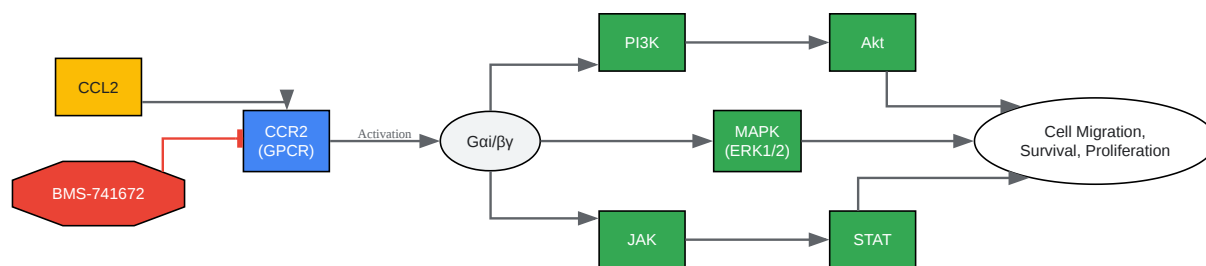 CCL2
BMS-741672
CCR2
(GPCR)
Activation
Gαi/βγ
PI3K
Akt
MAPK
(ERK1/2)
JAK
STAT
Cell Migration,
Survival, Proliferation